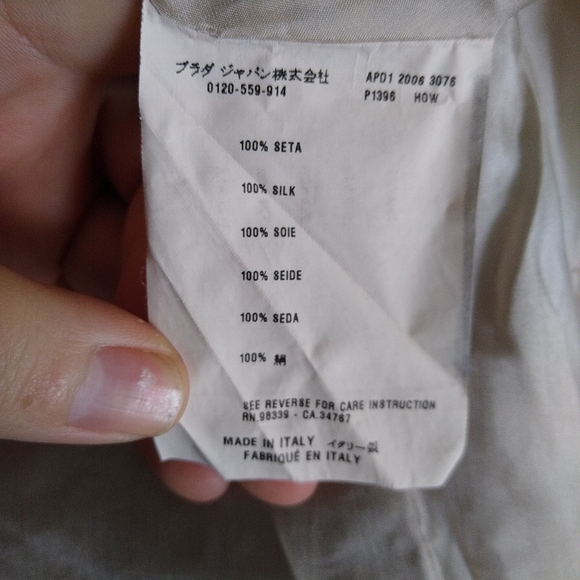 プラダ ジャパン株式会社
0120-559-914
APD1 2006 3076
P1396 HOW
100% SETA
100% SILK
100% SOIE
100% SEIDE
100% SEDA
100% 絹
SEE REVERSE FOR CARE INSTRUCTION
RN.98339 - CA.34767
MADE IN ITALY イタリー製
FABRIQUÉ EN ITALY